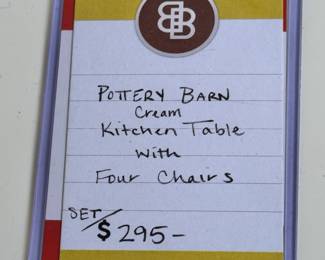 POTTERY BARN
Cream
Kitchen Table
with
Four Chairs
SET/$295-